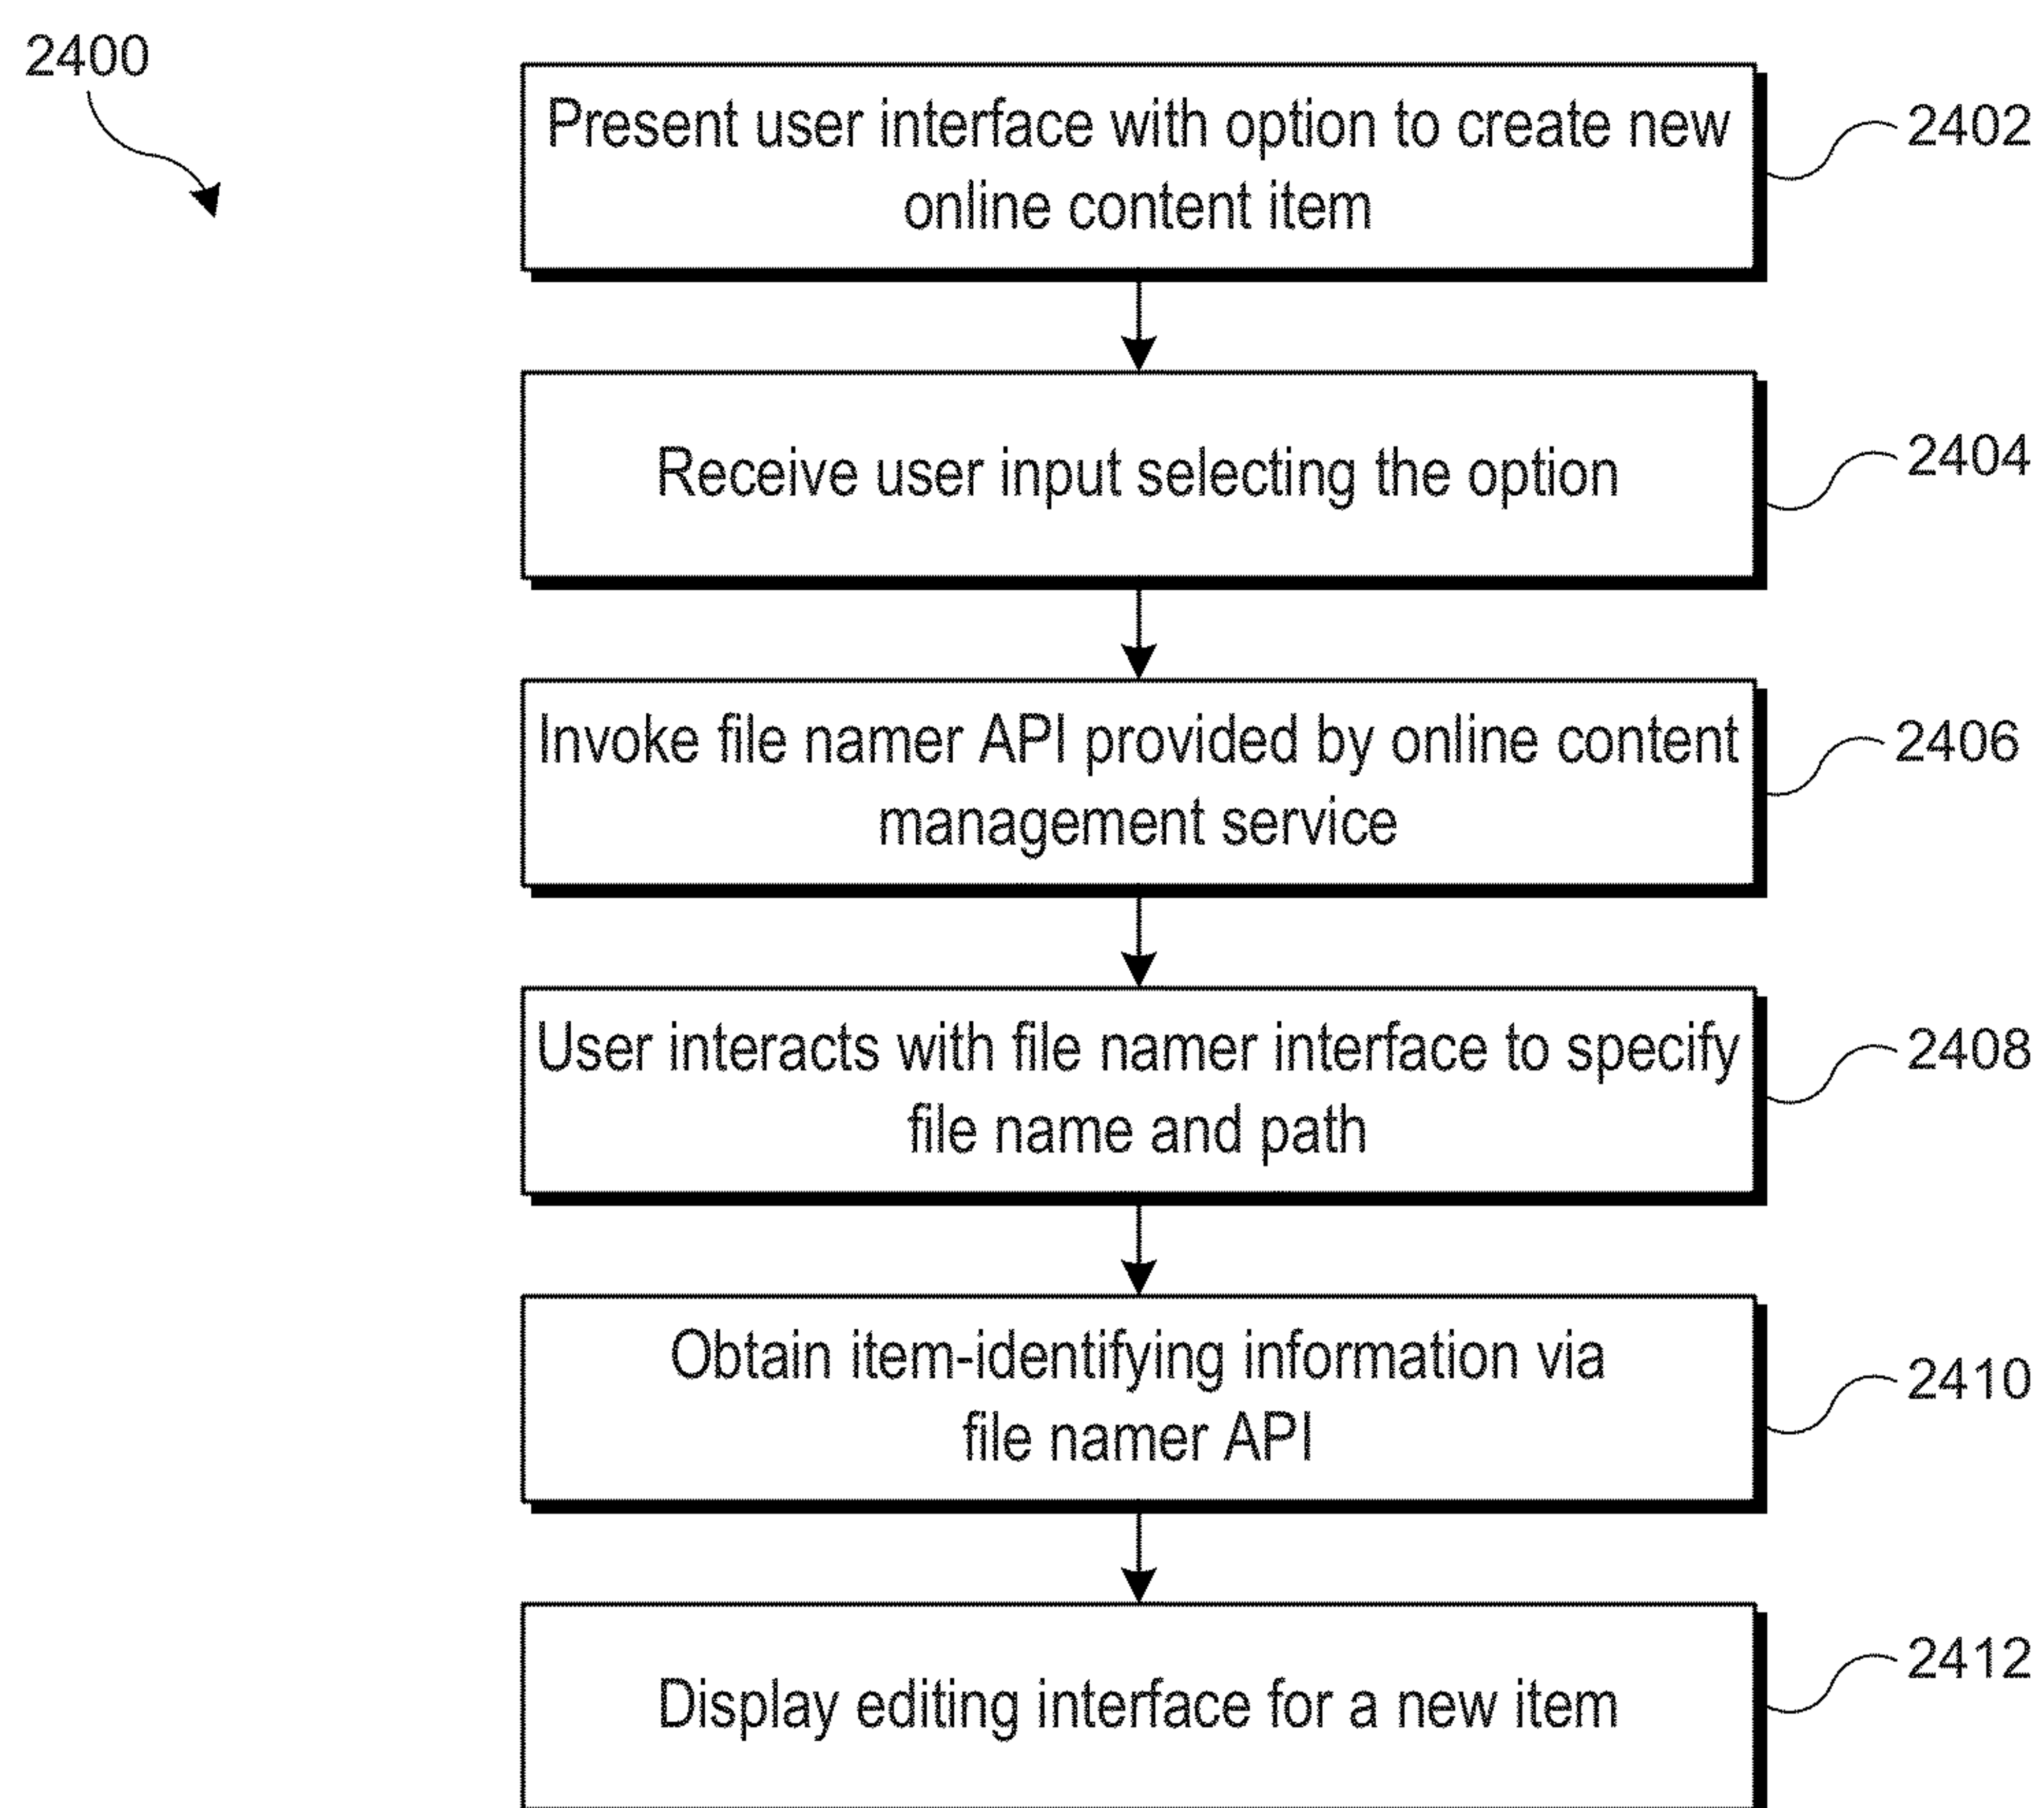 2400
Present user interface with option to create new
online content item
2402
Receive user input selecting the option
2404
Invoke file namer API provided by online content
management service
2406
User interacts with file namer interface to specify
file name and path
2408
Obtain item-identifying information via
file namer API
2410
Display editing interface for a new item
2412